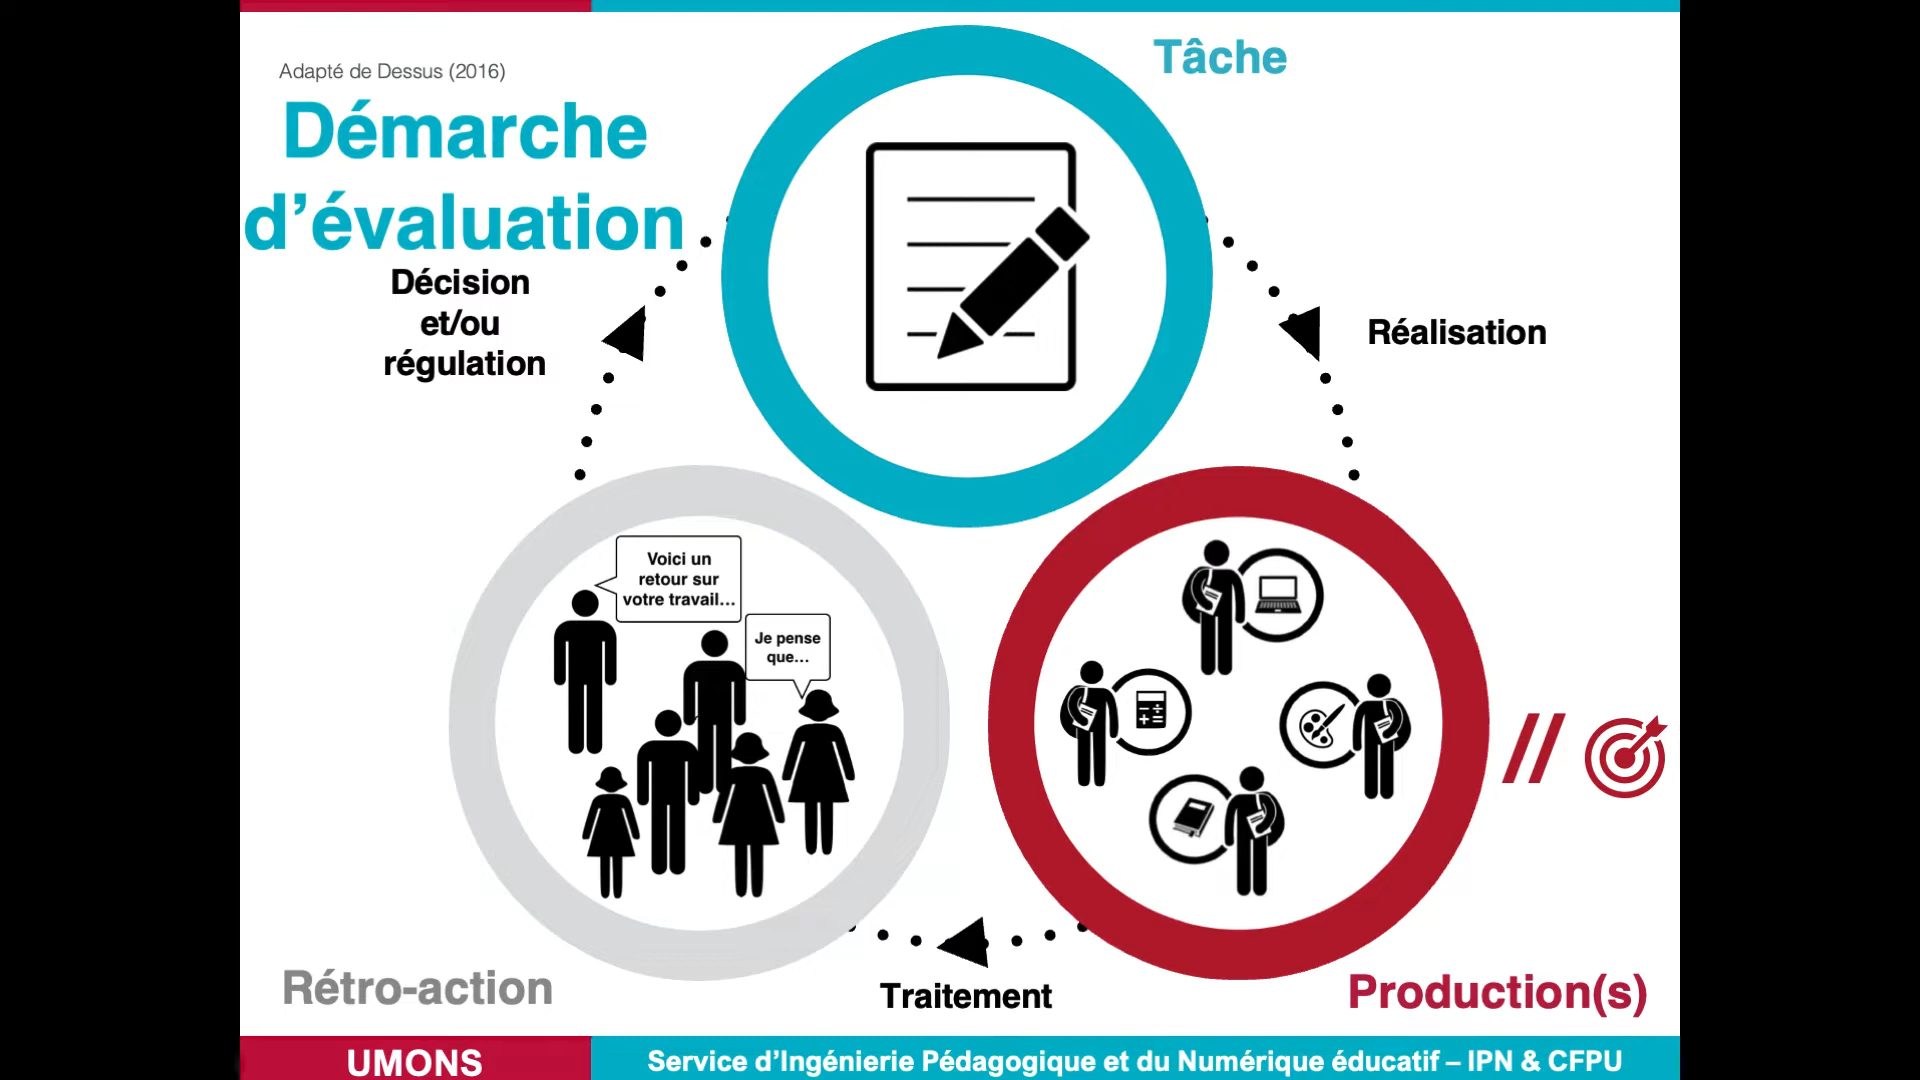 Adapté de Dessus (2016)
Démarche
d’évaluation
Tâche
Décision
et/ou
régulation
Réalisation
Voici un
retour sur
votre travail...
Je pense
que...
Rétro-action
Traitement
Production(s)
UMONS
Service d’Ingénierie Pédagogique et du Numérique éducatif – IPN & CFPU